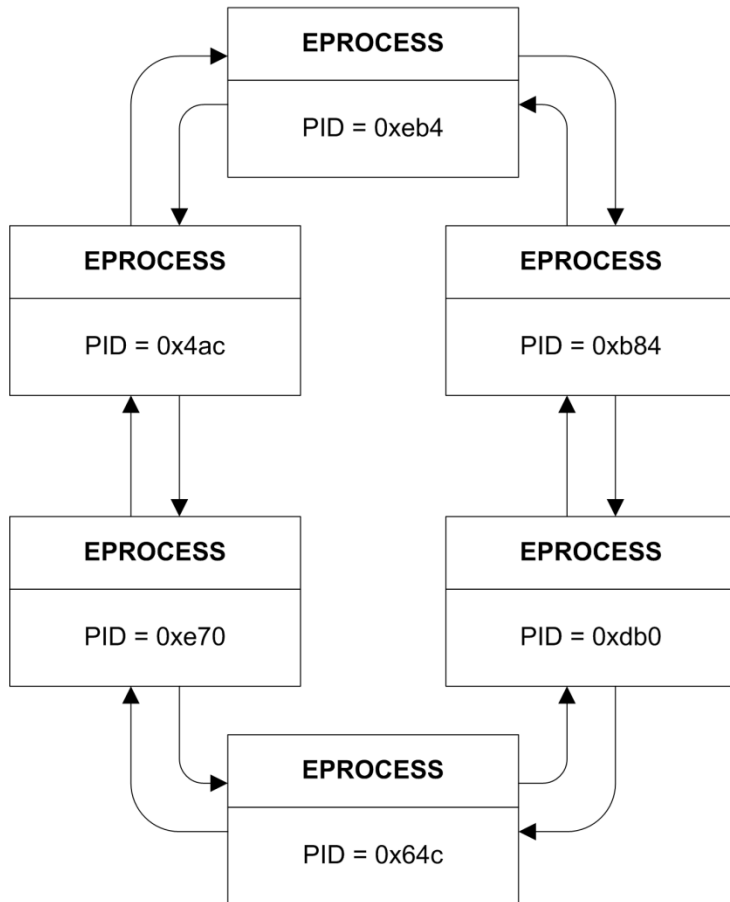 EPROCESS
PID = 0xeb4
EPROCESS
PID = 0x4ac
EPROCESS
PID = 0xb84
EPROCESS
PID = 0xe70
EPROCESS
PID = 0xdb0
EPROCESS
PID = 0x64c